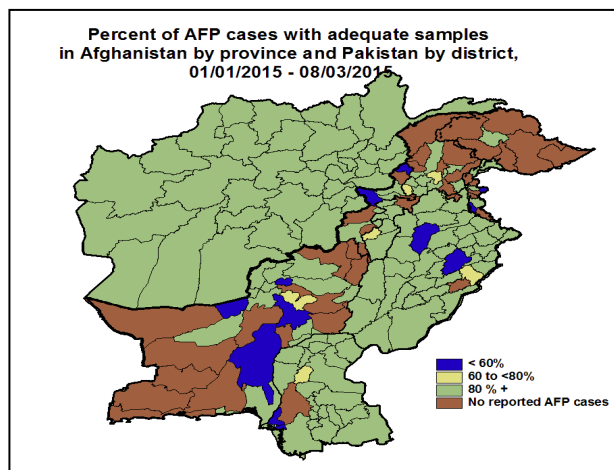 Percent of AFP cases with adequate samples
in Afghanistan by province and Pakistan by district,
01/01/2015 - 08/03/2015
< 60%
60 to <80%
80 % +
No reported AFP cases